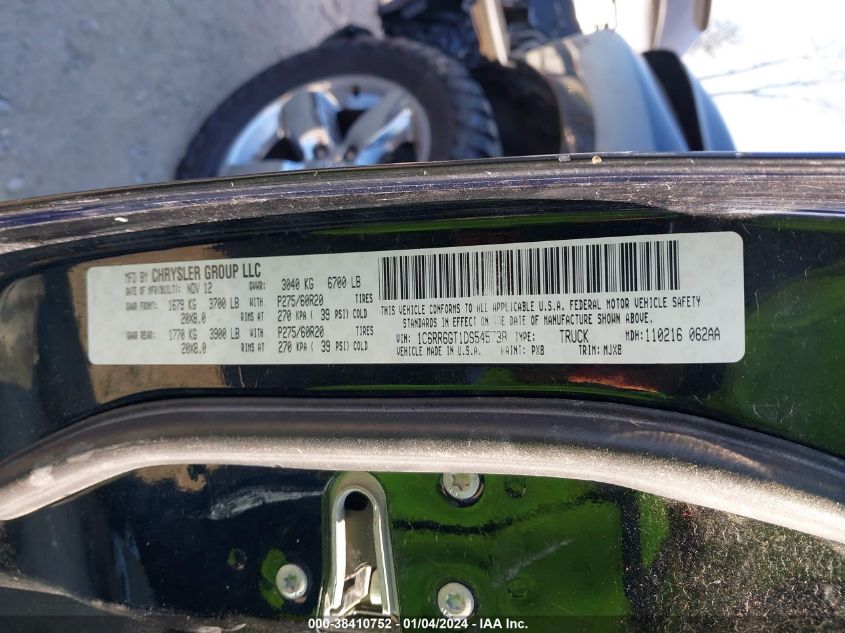 MFD BY CHRYSLER GROUP LLC
DATE OF MFR(BUILT): NOV 12 GVWR: 3040 KG 6700 LB
GAWR FRONT: 1679 KG 3700 LB WITH P275/60R20 TIRES
20X8.0 RIMS AT 270 KPA ( 39 PSI) COLD
GAWR REAR: 1770 KG 3900 LB WITH P275/60R20 TIRES
20X8.0 RIMS AT 270 KPA ( 39 PSI) COLD
THIS VEHICLE CONFORMS TO ALL APPLICABLE U.S.A. FEDERAL MOTOR VEHICLE SAFETY
STANDARDS IN EFFECT ON THE DATE OF MANUFACTURE SHOWN ABOVE.
VIN: TYPE: TRUCK MDH: 110216 062AA
VEHICLE MADE IN U.S.A. PAINT: PX8 TRIM: MJX8
000-38410752 - 01/04/2024 - IAA Inc.